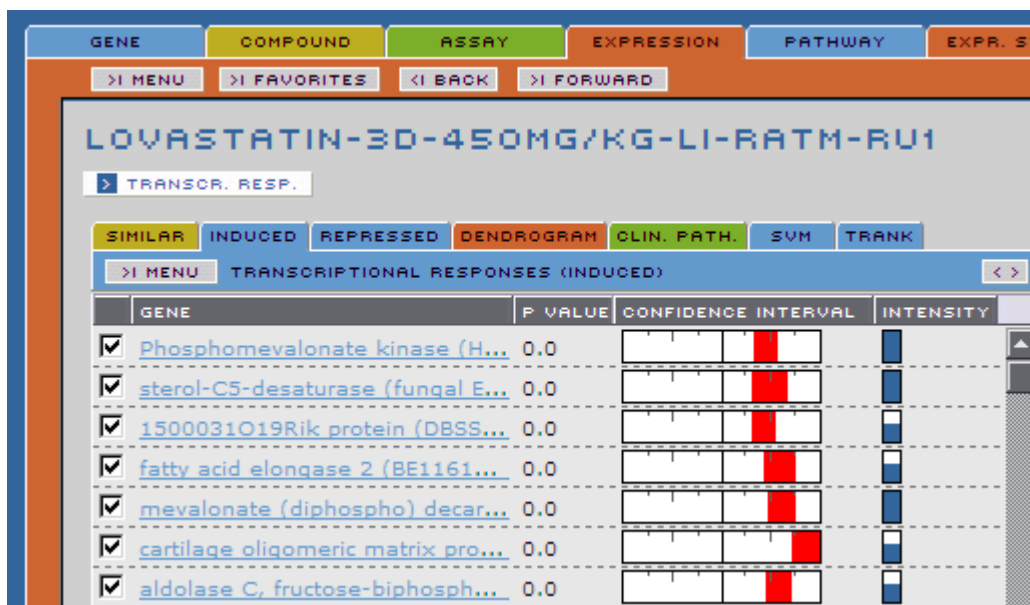 GENE COMPOUND ASSAY EXPRESSION PATHWAY EXPR. S
>I MENU >I FAVORITES <I BACK >I FORWARD
LOVASTATIN-3D-450MG/KG-LI-RATM-RU1
> TRANSCR. RESP.
SIMILAR INDUCED REPRESSED DENDROGRAM CLIN. PATH. SVM TRANK
>I MENU TRANSCRIPTIONAL RESPONSES (INDUCED) < >
GENE P VALUE CONFIDENCE INTERVAL INTENSITY
Phosphomevalonate kinase (H... 0.0
sterol-C5-desaturase (fungal E... 0.0
1500031O19Rik protein (DBSS... 0.0
fatty acid elongase 2 (BE1161... 0.0
mevalonate (diphospho) decar... 0.0
cartilage oligomeric matrix pro... 0.0
aldolase C, fructose-biphosph... 0.0